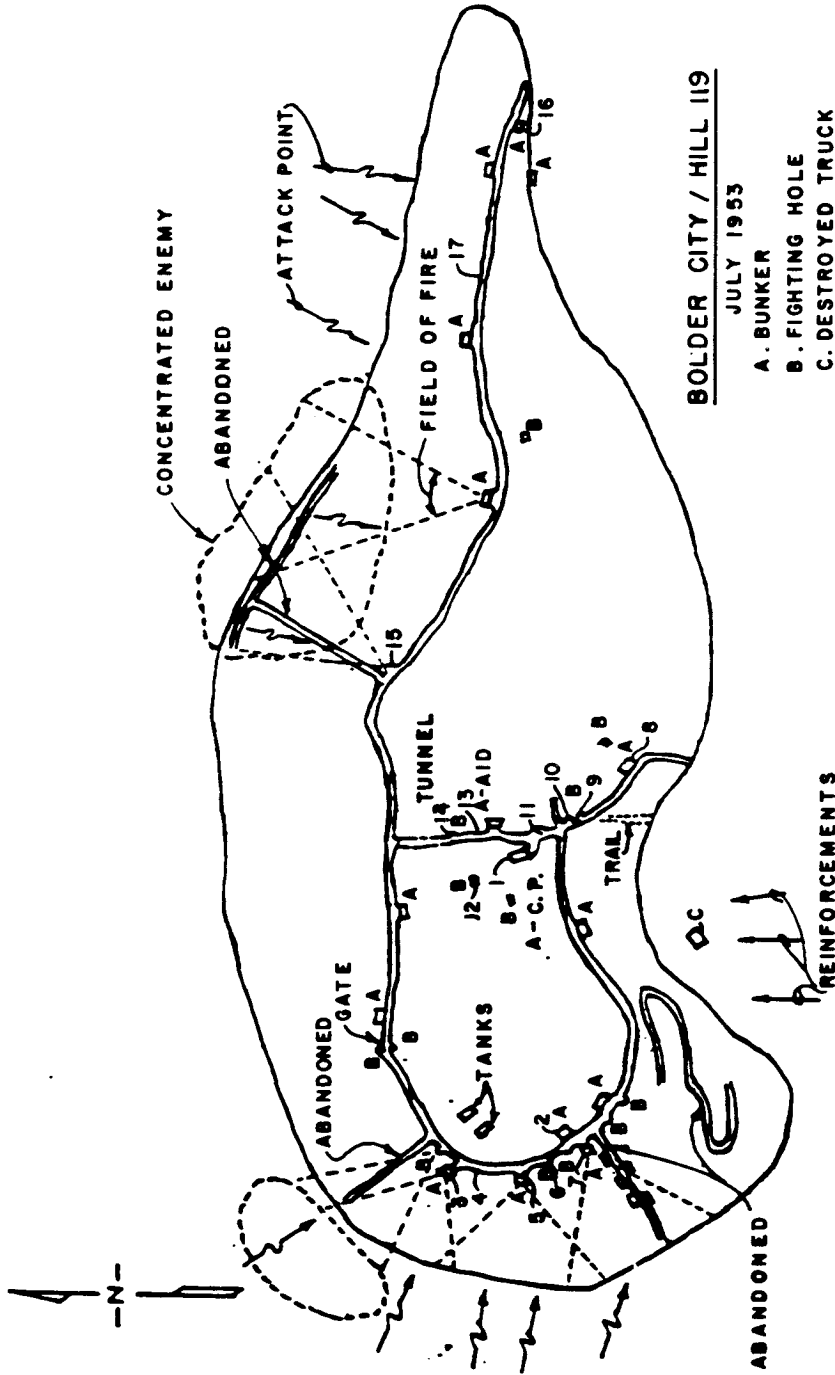 -N-
CONCENTRATED ENEMY
ABANDONED
ATTACK POINT
ABANDONED
GATE
B
A
B
A
15
FIELD OF FIRE
TUNNEL
A
17
A
A
A
16
A
B
TANKS
B
A
3
4
A
5
B
6
B
7
A
2
A
A
B
B
14
B
13
A-AID
B
12
B
1
A-C.P.
11
10
B
9
B
A
8
A
TRAIL
C
ABANDONED
REINFORCEMENTS
BOLDER CITY / HILL 119
JULY 1953
A. BUNKER
B. FIGHTING HOLE
C. DESTROYED TRUCK